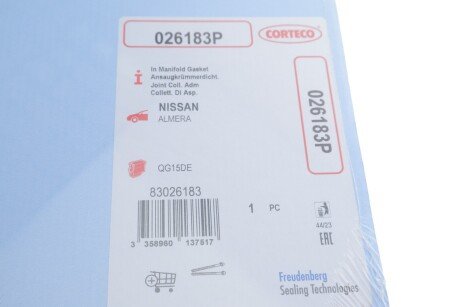 026183P
CORTECO
In Manifold Gasket
Ansaugkrümmerdicht.
Joint Coll. Adm
Collett. Di Asp.
026183P
NISSAN
ALMERA
QG15DE
83026183
1 PC
44/23
3 358960 137817
EAC
Freudenberg
Sealing Technologies